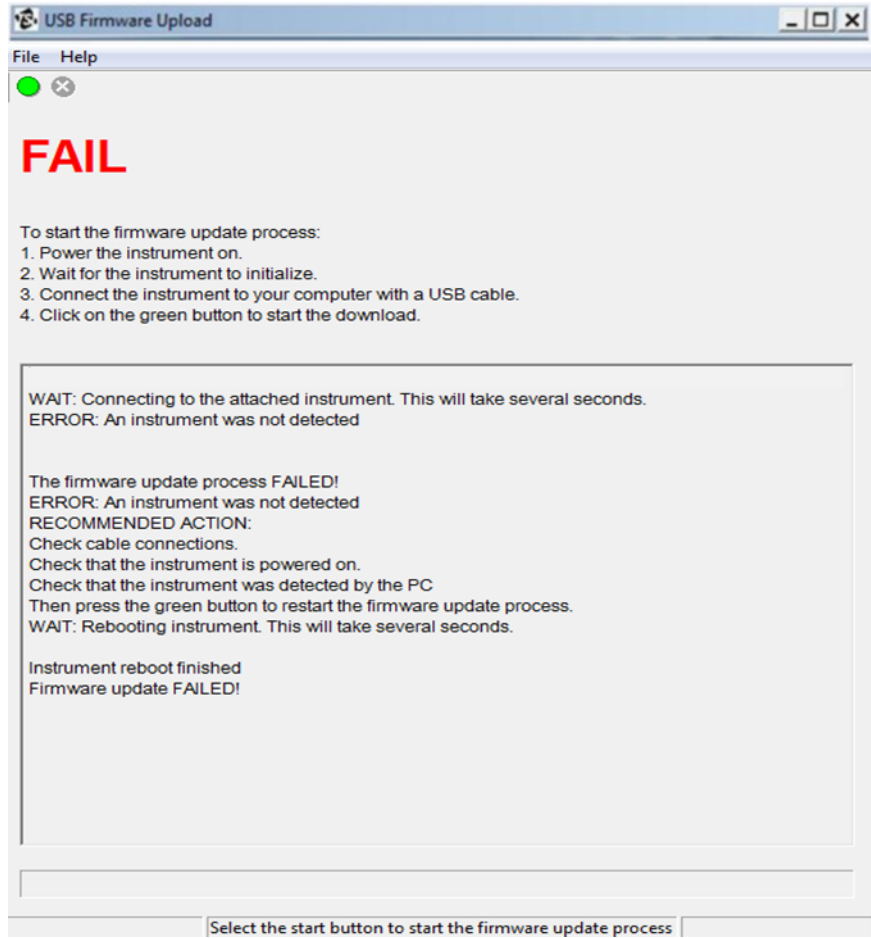 USB Firmware Upload
File Help
FAIL
To start the firmware update process:
1. Power the instrument on.
2. Wait for the instrument to initialize.
3. Connect the instrument to your computer with a USB cable.
4. Click on the green button to start the download.
WAIT: Connecting to the attached instrument. This will take several seconds.
ERROR: An instrument was not detected
The firmware update process FAILED!
ERROR: An instrument was not detected
RECOMMENDED ACTION:
Check cable connections.
Check that the instrument is powered on.
Check that the instrument was detected by the PC
Then press the green button to restart the firmware update process.
WAIT: Rebooting instrument. This will take several seconds.
Instrument reboot finished
Firmware update FAILED!
Select the start button to start the firmware update process